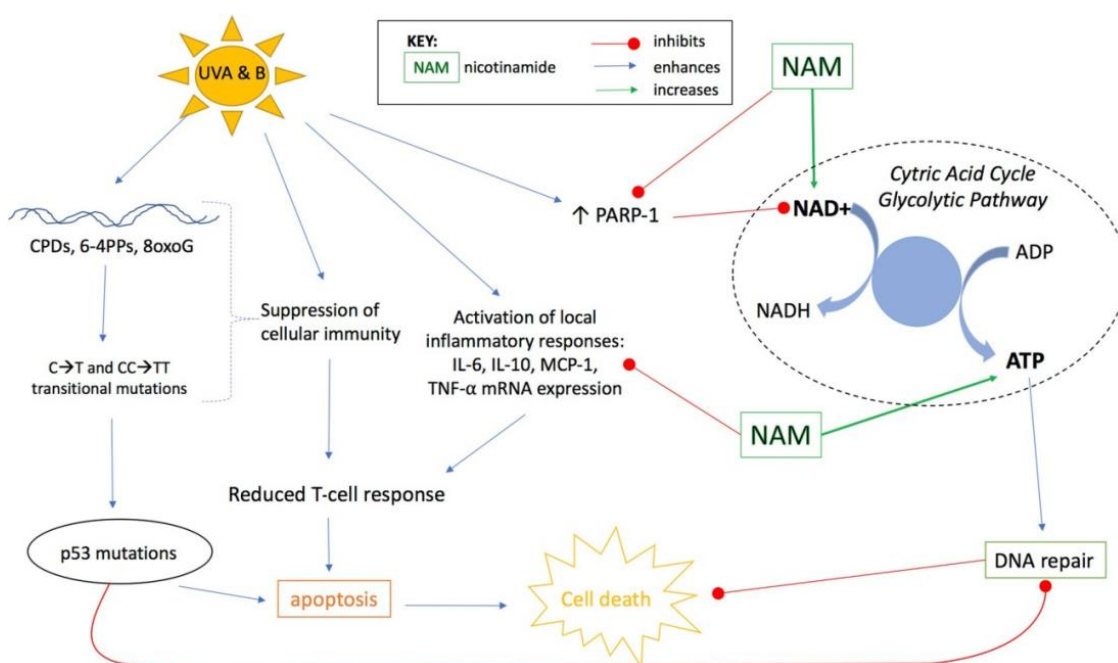 UVA & B
KEY:
NAM nicotinamide
inhibits
enhances
increases
NAM
Cytric Acid Cycle
Glycolytic Pathway
↑ PARP-1
NAD+
ADP
NADH
ATP
CPDs, 6-4PPs, 8oxoG
Suppression of
cellular immunity
Activation of local
inflammatory responses:
IL-6, IL-10, MCP-1,
TNF-α mRNA expression
C→T and CC→TT
transitional mutations
NAM
Reduced T-cell response
p53 mutations
apoptosis
Cell death
DNA repair